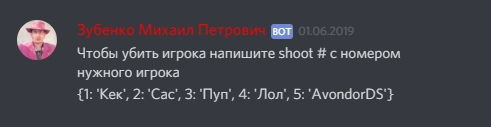 Зубенко Михаил Петрович BOT 01.06.2019
Чтобы убить игрока напишите shoot # с номером
нужного игрока
{1: 'Кек', 2: 'Сас', 3: 'Пуп', 4: 'Лол', 5: 'AvondorDS'}